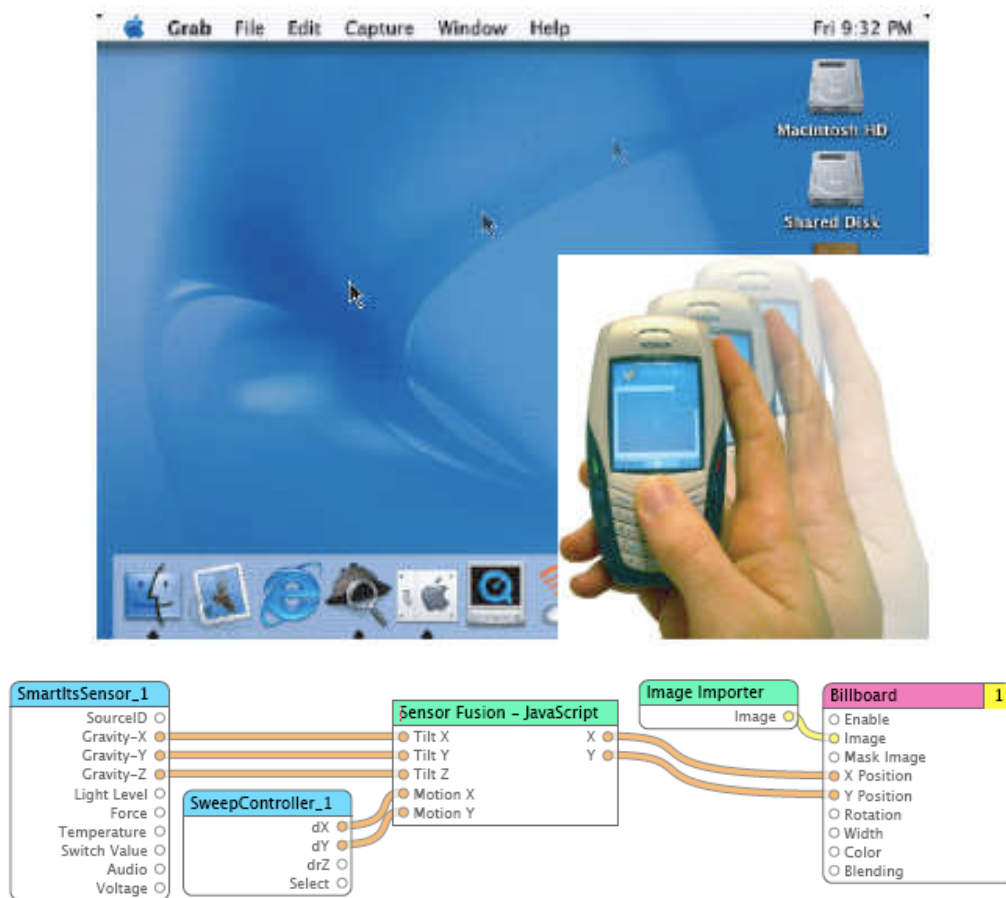 Grab File Edit Capture Window Help Fri 9:32 PM
Macintosh HD
Shared Disk
SmartItsSensor_1
SourceID
Gravity-X
Gravity-Y
Gravity-Z
Light Level
Force
Temperature
Switch Value
Audio
Voltage
SweepController_1
dX
dY
drZ
Select
Sensor Fusion - JavaScript
Tilt X X
Tilt Y Y
Tilt Z
Motion X
Motion Y
Image Importer
Image
Billboard 1
Enable
Image
Mask Image
X Position
Y Position
Rotation
Width
Color
Blending